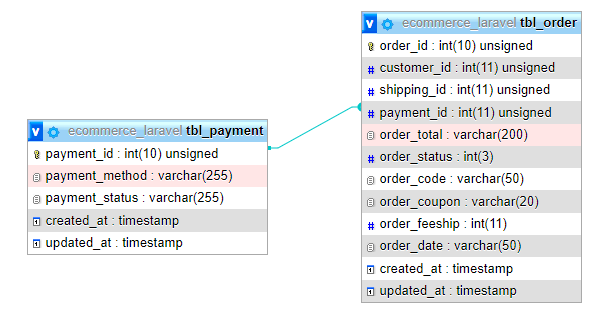 v ecommerce_laravel tbl_order
order_id : int(10) unsigned
# customer_id : int(11) unsigned
# shipping_id : int(11) unsigned
# payment_id : int(11) unsigned
order_total : varchar(200)
# order_status : int(3)
order_code : varchar(50)
order_coupon : varchar(20)
# order_feeship : int(11)
order_date : varchar(50)
created_at : timestamp
updated_at : timestamp
v ecommerce_laravel tbl_payment
payment_id : int(10) unsigned
payment_method : varchar(255)
payment_status : varchar(255)
created_at : timestamp
updated_at : timestamp